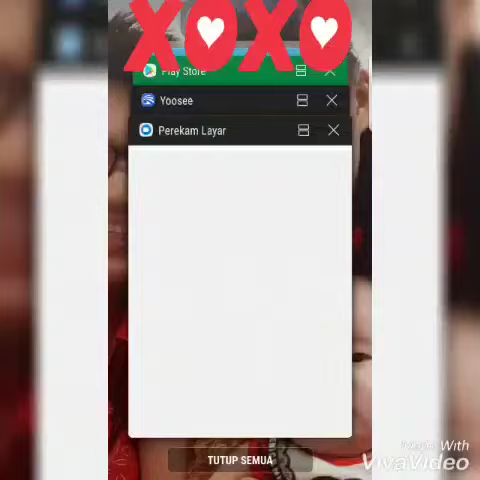 XOXO
Play Store
Yoosee
Perekam Layar
TUTUP SEMUA
Made With
VivaVideo